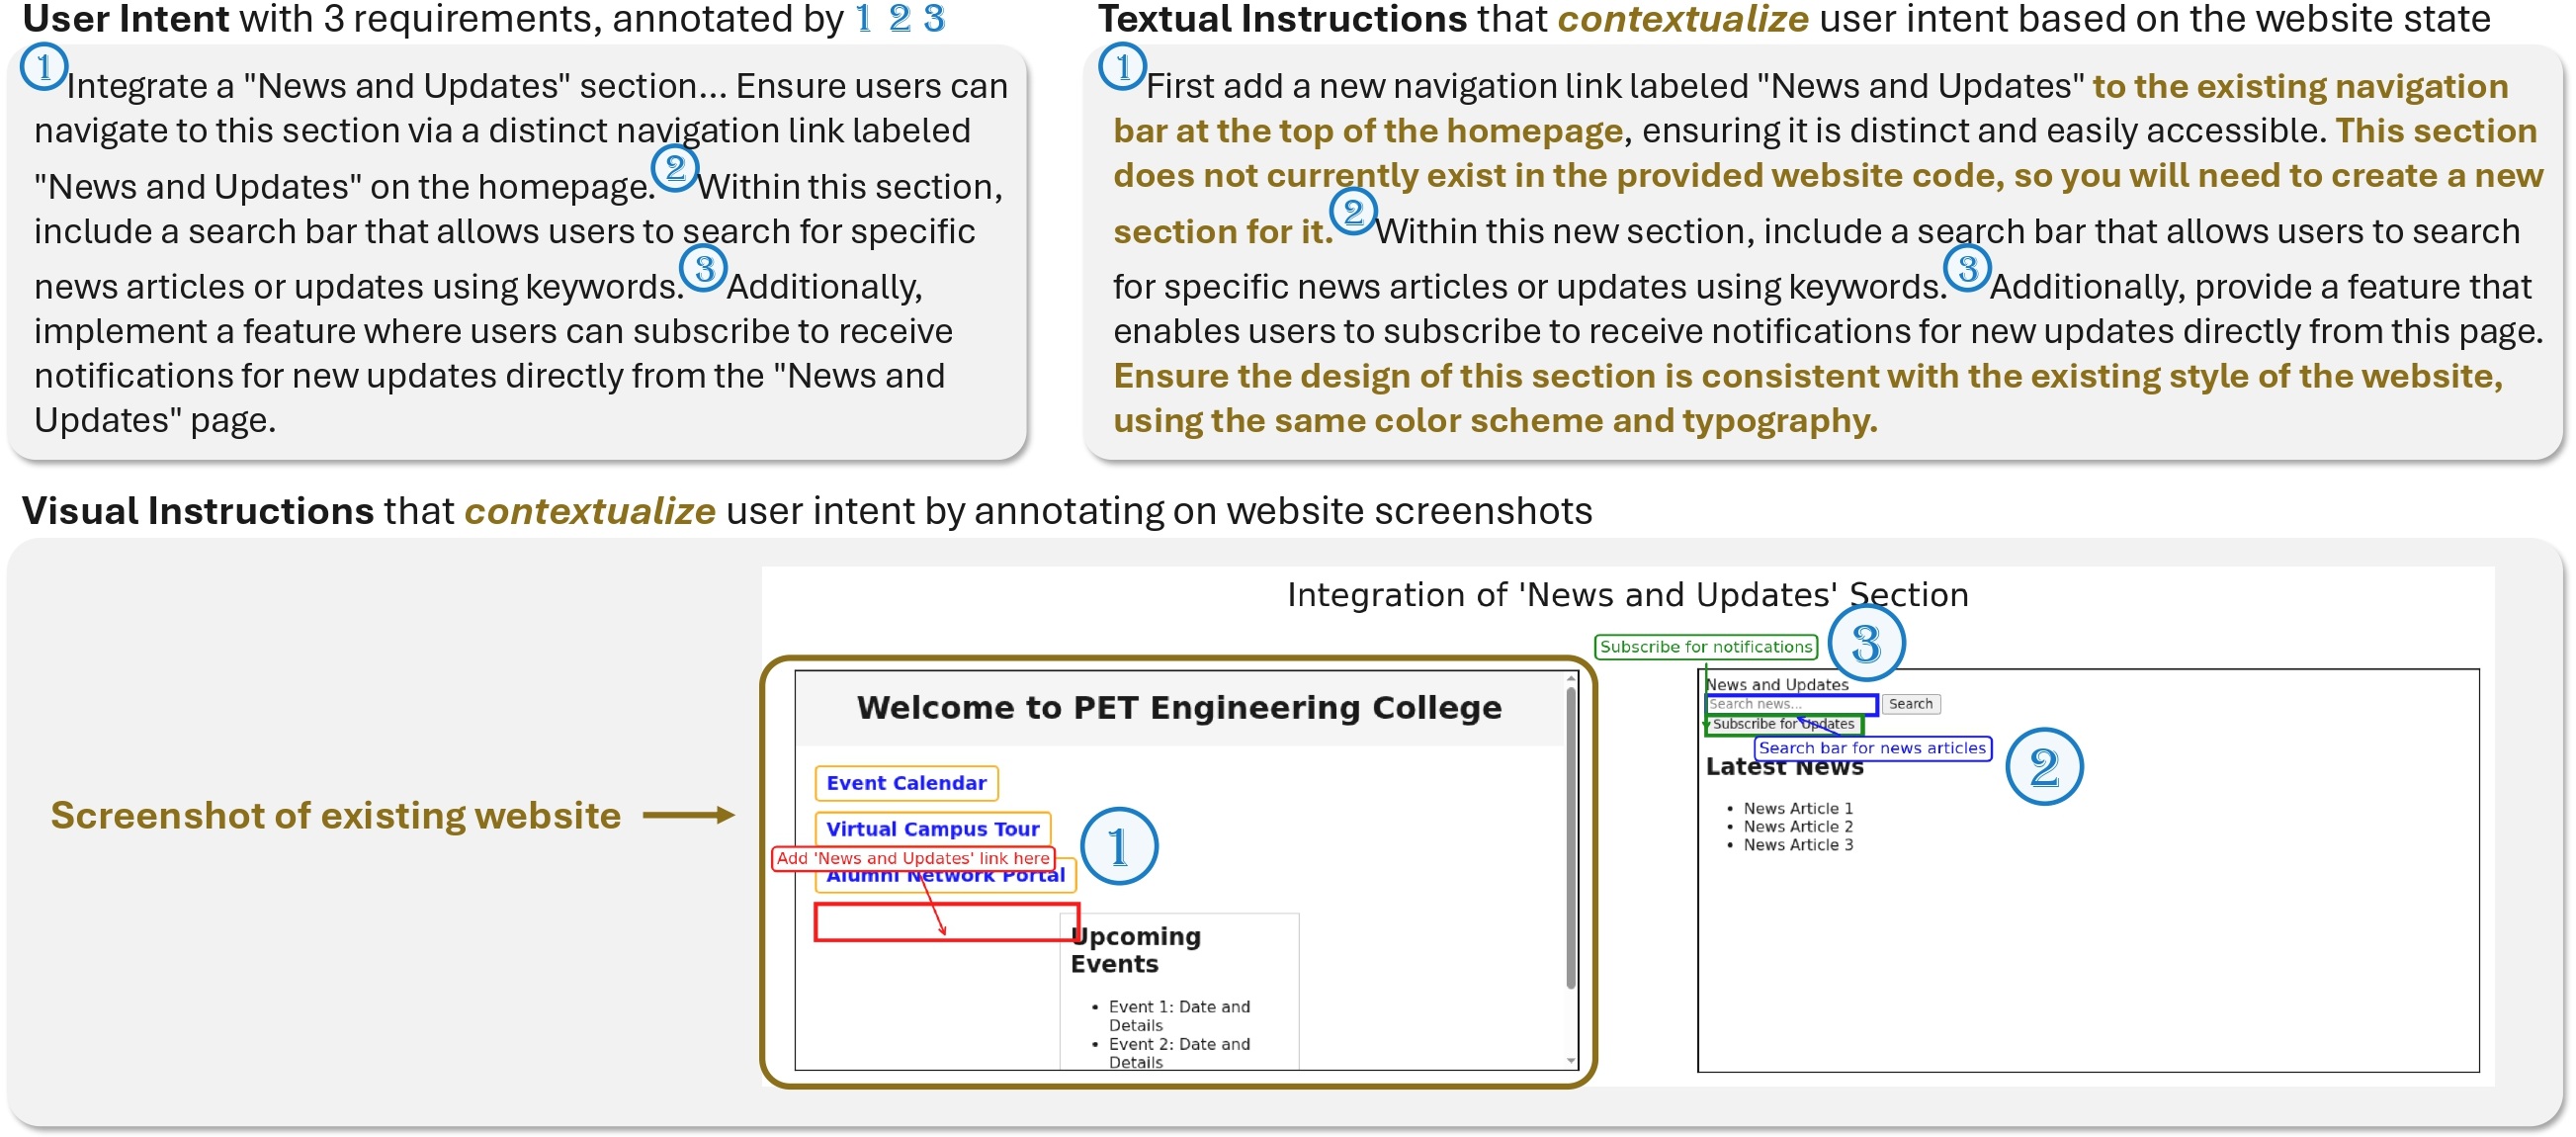 User Intent with 3 requirements, annotated by 1 2 3
1 Integrate a "News and Updates" section... Ensure users can
navigate to this section via a distinct navigation link labeled
"News and Updates" on the homepage. 2 Within this section,
include a search bar that allows users to search for specific
news articles or updates using keywords. 3 Additionally,
implement a feature where users can subscribe to receive
notifications for new updates directly from the "News and
Updates" page.
Textual Instructions that contextualize user intent based on the website state
1 First add a new navigation link labeled "News and Updates" to the existing navigation
bar at the top of the homepage, ensuring it is distinct and easily accessible. This section
does not currently exist in the provided website code, so you will need to create a new
section for it. 2 Within this new section, include a search bar that allows users to search
for specific news articles or updates using keywords. 3 Additionally, provide a feature that
enables users to subscribe to receive notifications for new updates directly from this page.
Ensure the design of this section is consistent with the existing style of the website,
using the same color scheme and typography.
Visual Instructions that contextualize user intent by annotating on website screenshots
Screenshot of existing website
Integration of 'News and Updates' Section
Welcome to PET Engineering College
Event Calendar
Virtual Campus Tour
Add 'News and Updates' link here
1
Alumni Network Portal
Upcoming
Events
• Event 1: Date and
Details
• Event 2: Date and
Details
Subscribe for notifications
3
News and Updates
Search news...
Search
Subscribe for Updates
Search bar for news articles
2
Latest News
• News Article 1
• News Article 2
• News Article 3